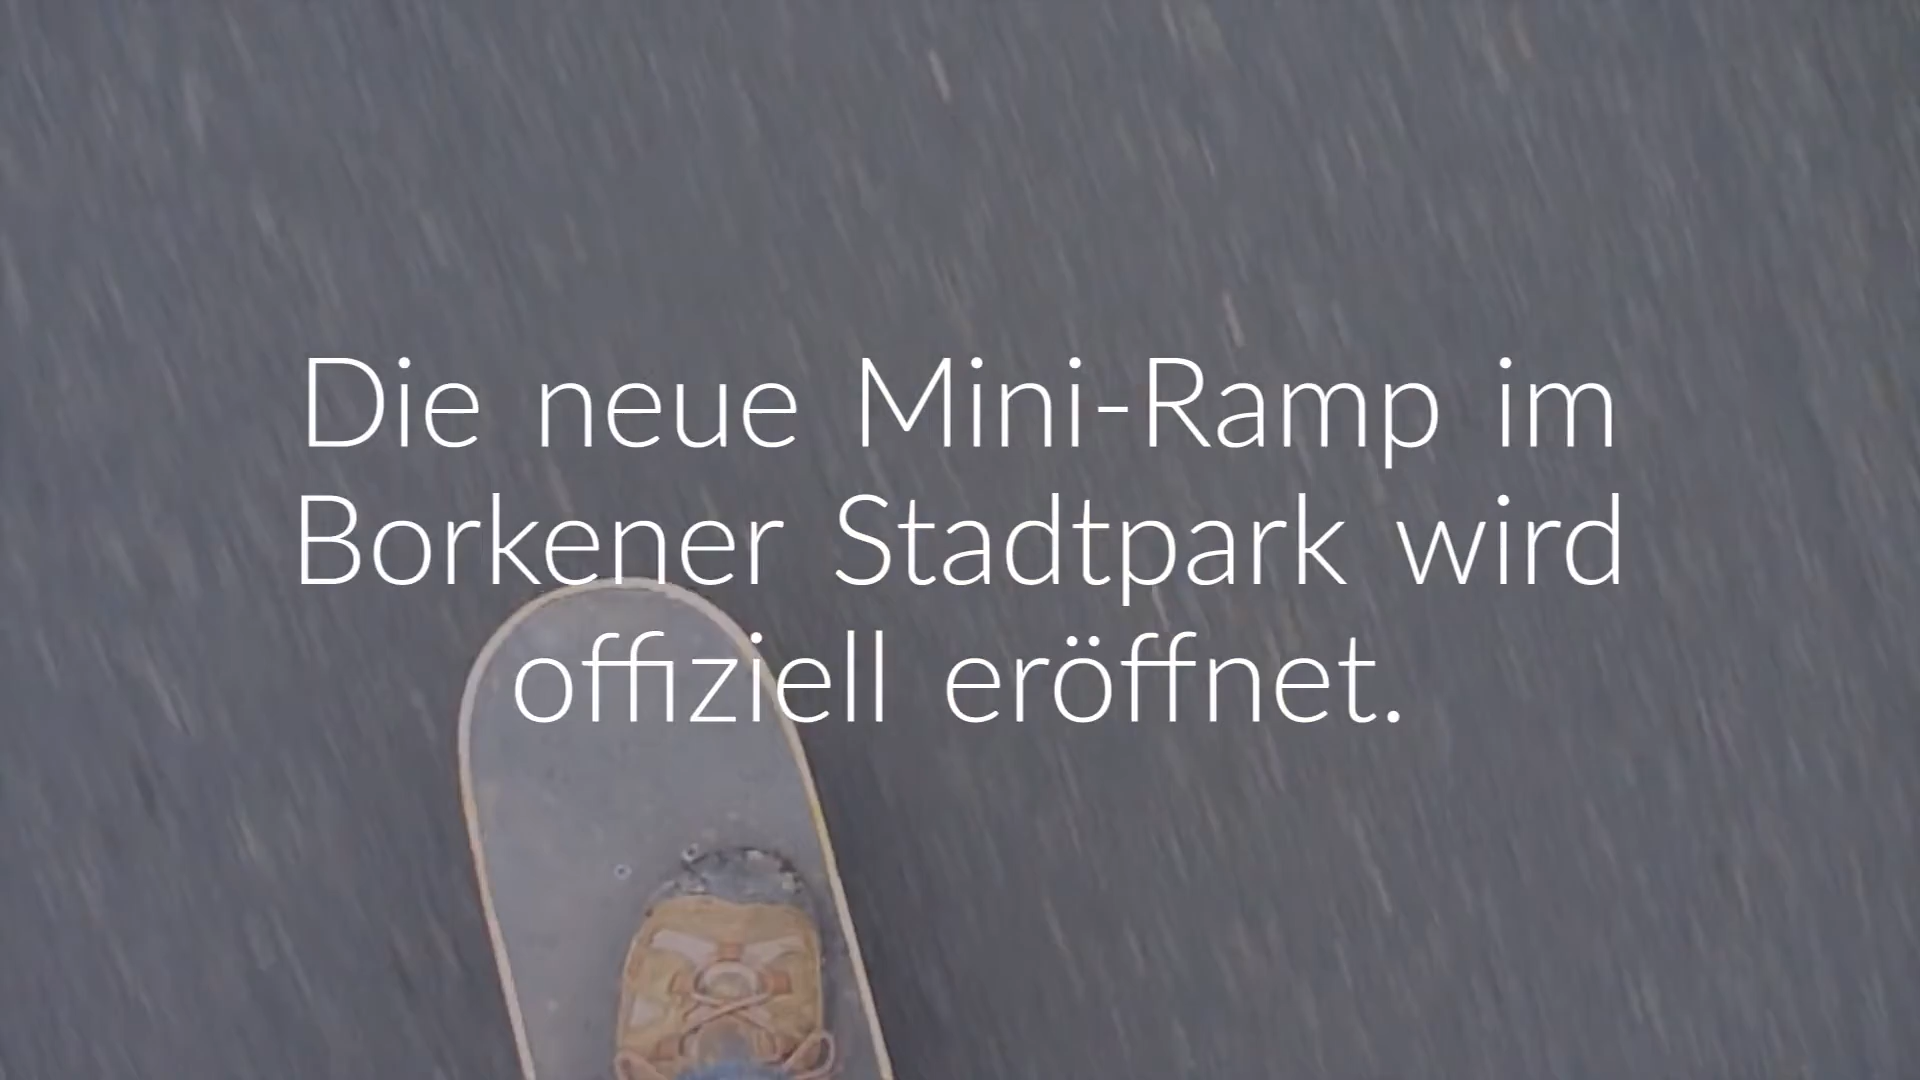 Die neue Mini-Ramp im
Borkener Stadtpark wird
offiziell eröffnet.